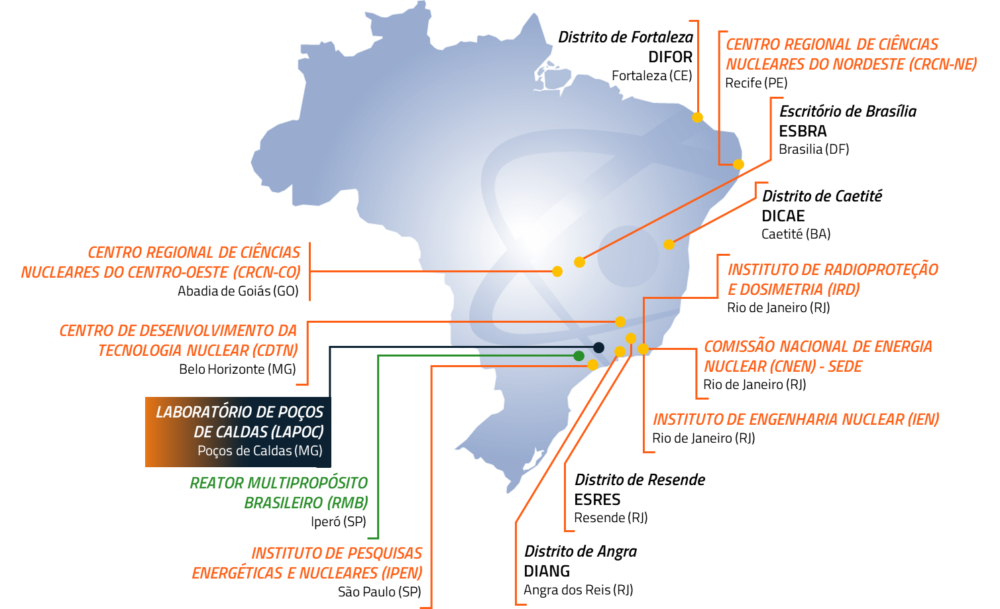 Distrito de Fortaleza
DIFOR
Fortaleza (CE)
CENTRO REGIONAL DE CIÊNCIAS
NUCLEARES DO NORDESTE (CRCN-NE)
Recife (PE)
Escritório de Brasília
ESBRA
Brasilia (DF)
Distrito de Caetité
DICAE
Caetité (BA)
CENTRO REGIONAL DE CIÊNCIAS
NUCLEARES DO CENTRO-OESTE (CRCN-CO)
Abadia de Goiás (GO)
INSTITUTO DE RADIOPROTEÇÃO
E DOSIMETRIA (IRD)
Rio de Janeiro (RJ)
CENTRO DE DESENVOLVIMENTO DA
TECNOLOGIA NUCLEAR (CDTN)
Belo Horizonte (MG)
COMISSÃO NACIONAL DE ENERGIA
NUCLEAR (CNEN) - SEDE
Rio de Janeiro (RJ)
LABORATÓRIO DE POÇOS
DE CALDAS (LAPOC)
Poços de Caldas (MG)
INSTITUTO DE ENGENHARIA NUCLEAR (IEN)
Rio de Janeiro (RJ)
REATOR MULTIPROPÓSITO
BRASILEIRO (RMB)
Iperó (SP)
Distrito de Resende
ESRES
Resende (RJ)
INSTITUTO DE PESQUISAS
ENERGÉTICAS E NUCLEARES (IPEN)
São Paulo (SP)
Distrito de Angra
DIANG
Angra dos Reis (RJ)